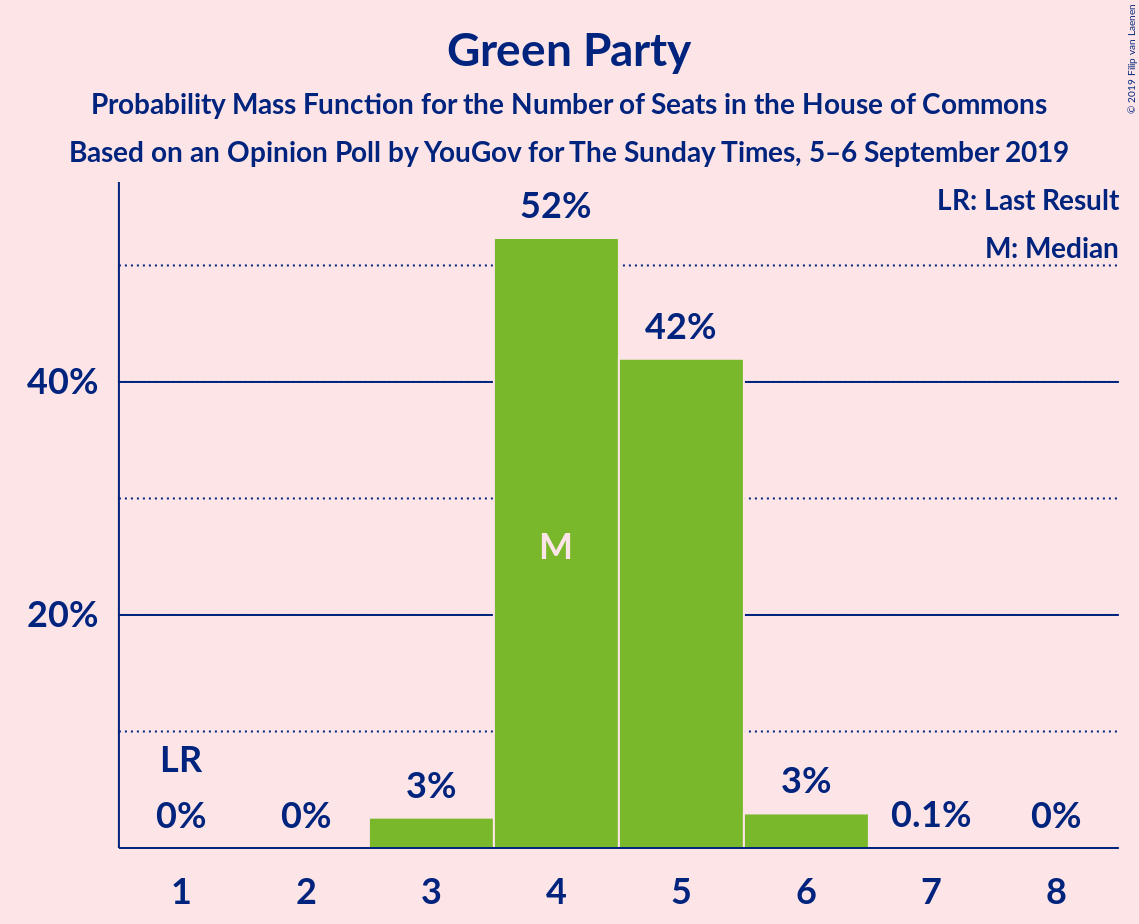 Green Party
Probability Mass Function for the Number of Seats in the House of Commons
Based on an Opinion Poll by YouGov for The Sunday Times, 5–6 September 2019
© 2019 Filip van Laenen
LR: Last Result
M: Median
52%
42%
40%
M
20%
LR
0%
0%
3%
3%
0.1%
0%
1 2 3 4 5 6 7 8